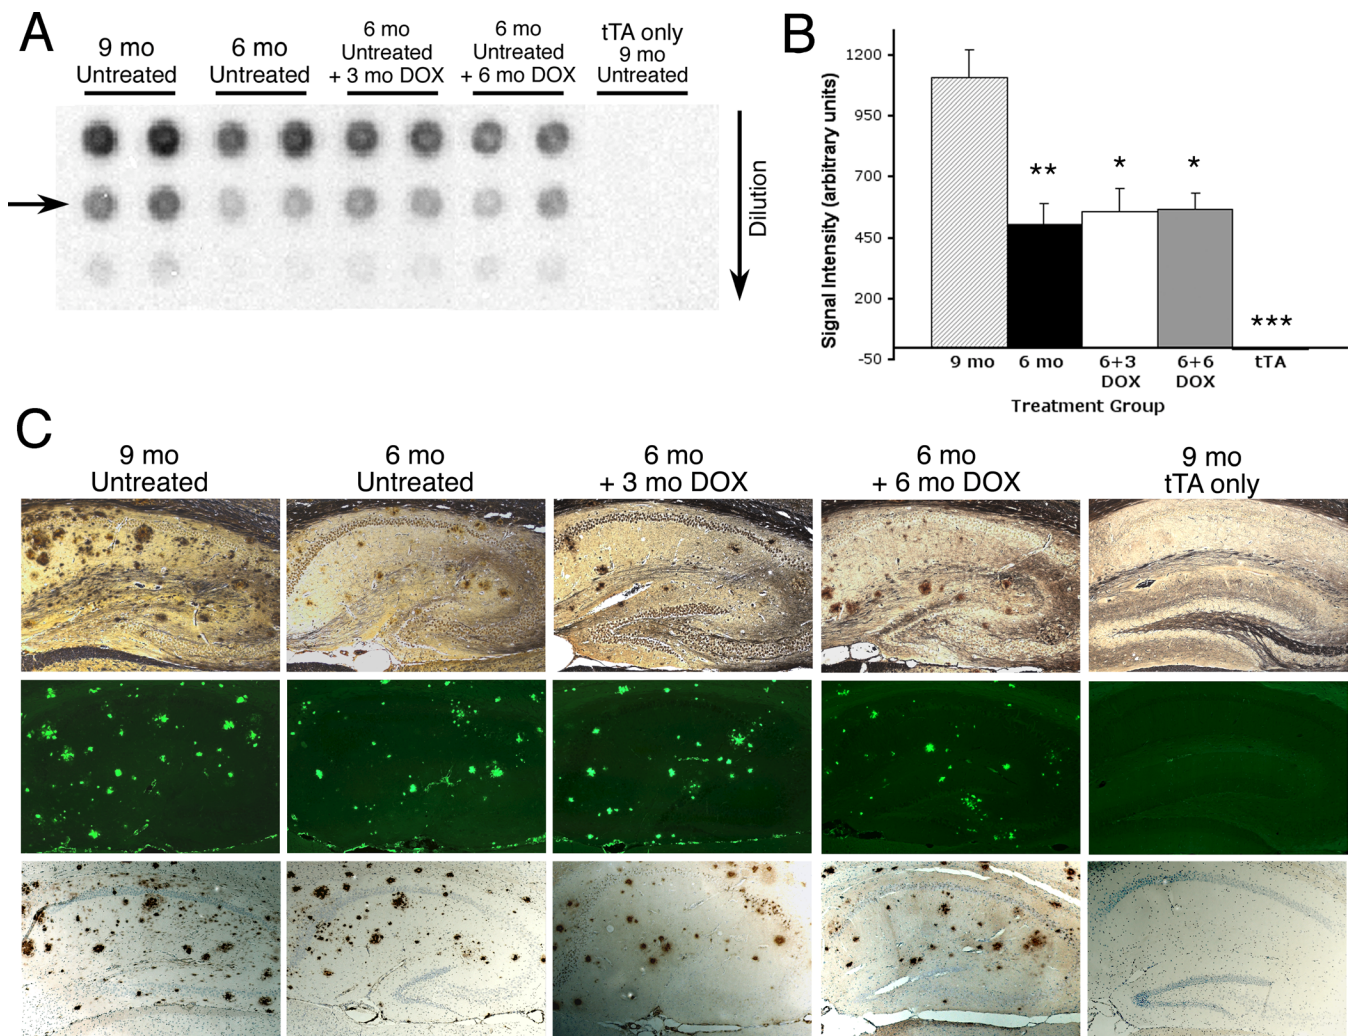 A
9 mo
Untreated
6 mo
Untreated
6 mo
Untreated
+ 3 mo DOX
6 mo
Untreated
+ 6 mo DOX
tTA only
9 mo
Untreated
Dilution
B
Signal Intensity (arbitrary units)
1200
950
700
450
200
-50
**
*
*
***
9 mo
6 mo
6+3
DOX
6+6
DOX
tTA
Treatment Group
C
9 mo
Untreated
6 mo
Untreated
6 mo
+ 3 mo DOX
6 mo
+ 6 mo DOX
9 mo
tTA only